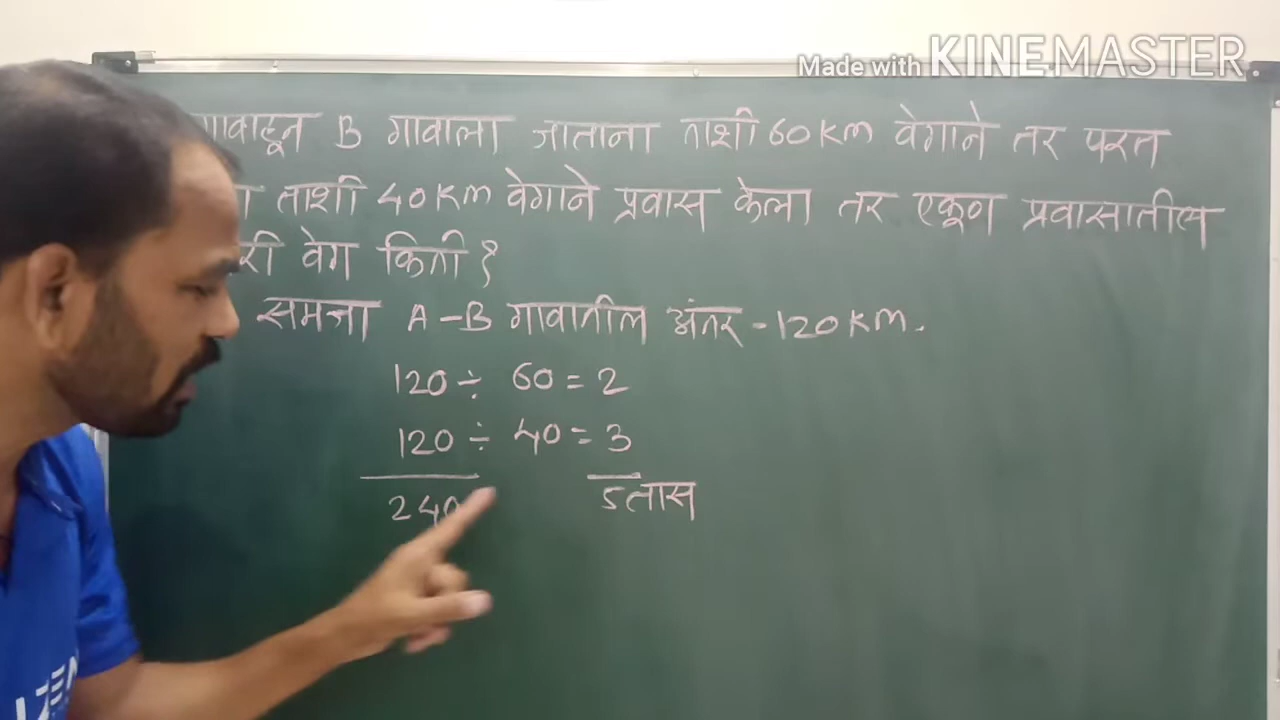 Made with KINEMASTER
गावाहून B गावाला जाताना ताशी 60 KM वेगाने तर परत
ताशी 40 KM वेगाने प्रवास केला तर एकूण प्रवासातील
री वेग किती?
समजा A - B गावातील अंतर - 120 KM.
120 ÷ 60 = 2
120 ÷ 40 = 3
240 5 तास